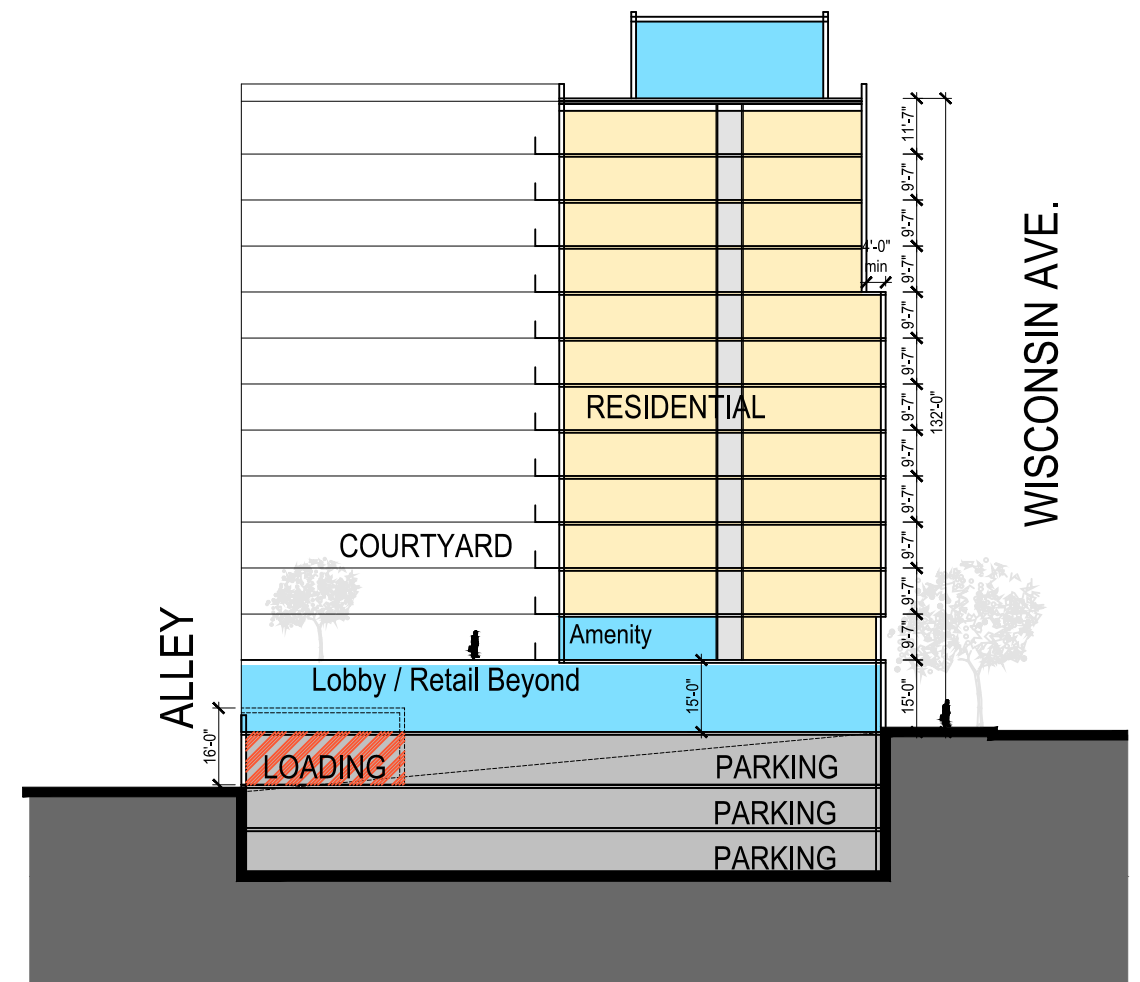 11'-7"
9'-7"
9'-7"
9'-7"
4'-0"
min
9'-7"
9'-7"
9'-7"
9'-7"
9'-7"
9'-7"
9'-7"
9'-7"
15'-0"
132'-0"
WISCONSIN AVE.
RESIDENTIAL
COURTYARD
Amenity
ALLEY
Lobby / Retail Beyond
15'-0"
16'-0"
LOADING
PARKING
PARKING
PARKING